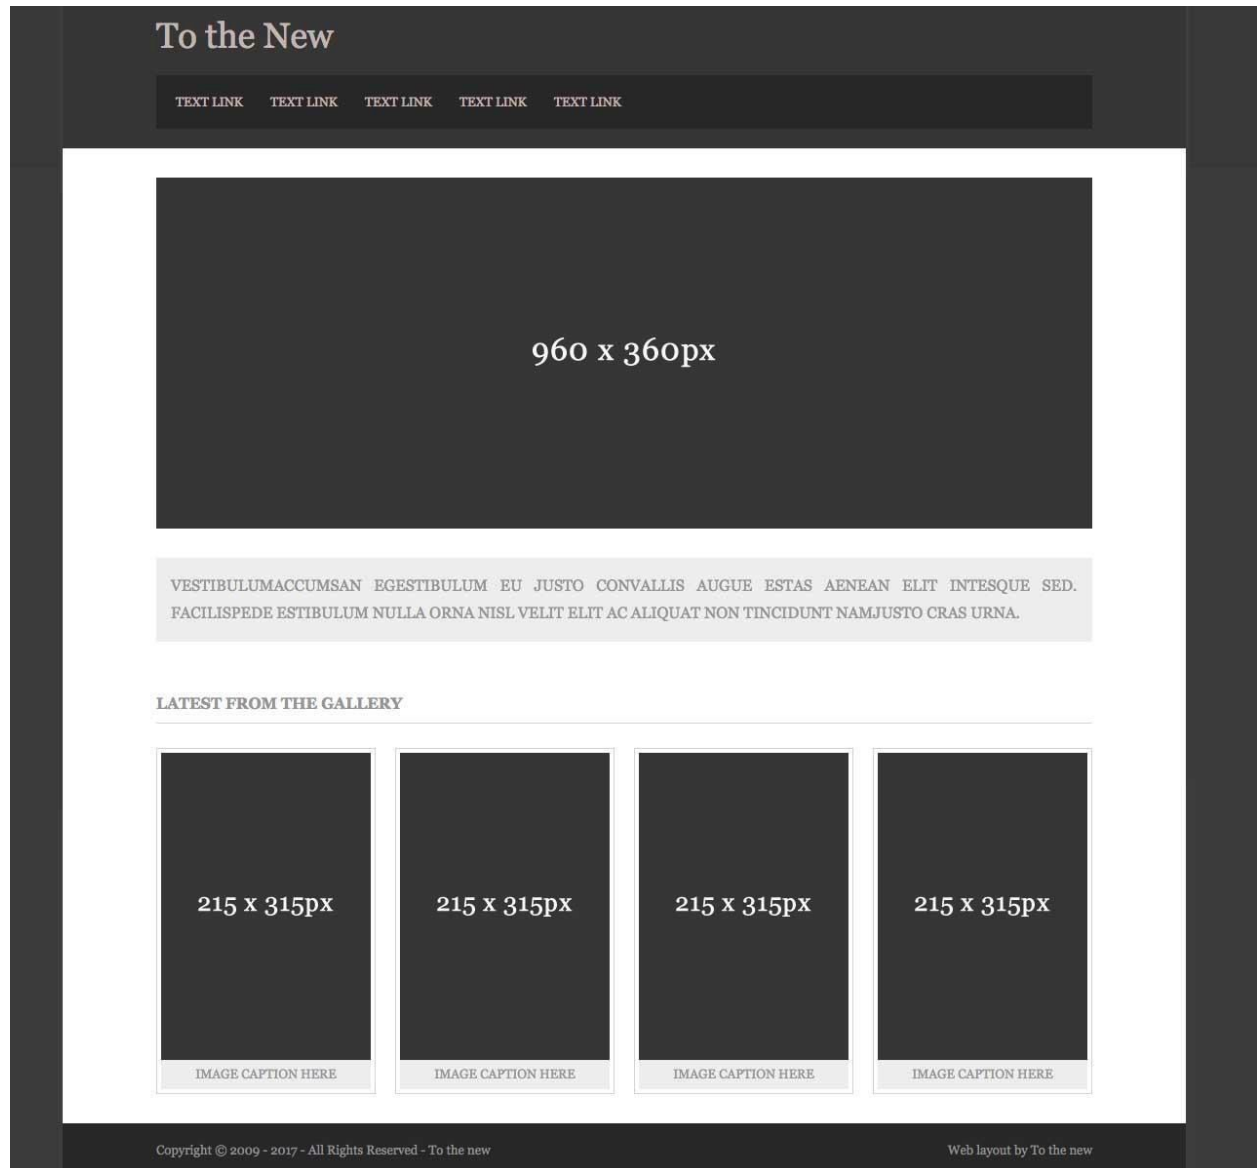 To the New
TEXT LINK TEXT LINK TEXT LINK TEXT LINK TEXT LINK
960 x 360px
VESTIBULUMACCUMSAN EGESTIBULUM EU JUSTO CONVALLIS AUGUE ESTAS AENEAN ELIT INTESQUE SED.
FACILISPEDE ESTIBULUM NULLA ORNA NISL VELIT ELIT AC ALIQUAT NON TINCIDUNT NAMJUSTO CRAS URNA.
LATEST FROM THE GALLERY
215 x 315px 215 x 315px 215 x 315px 215 x 315px
IMAGE CAPTION HERE IMAGE CAPTION HERE IMAGE CAPTION HERE IMAGE CAPTION HERE
Copyright © 2009 - 2017 - All Rights Reserved - To the new Web layout by To the new